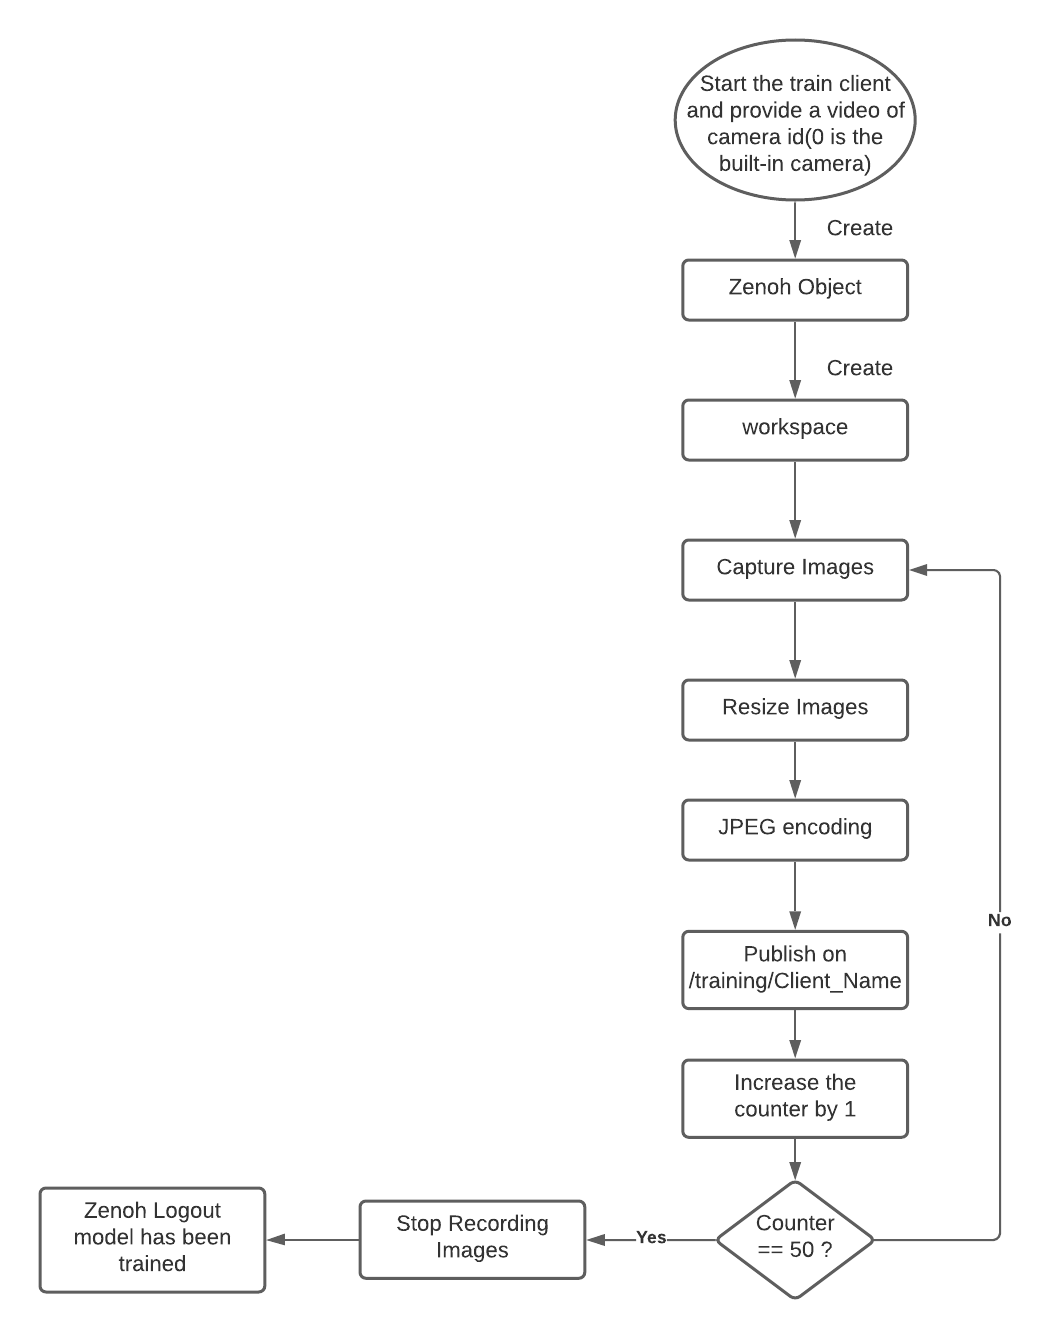 Start the train client
and provide a video of
camera id(0 is the
built-in camera)
Create
Zenoh Object
Create
workspace
Capture Images
Resize Images
JPEG encoding
No
Publish on
/training/Client_Name
Increase the
counter by 1
Counter
== 50 ?
Yes
Stop Recording
Images
Zenoh Logout
model has been
trained